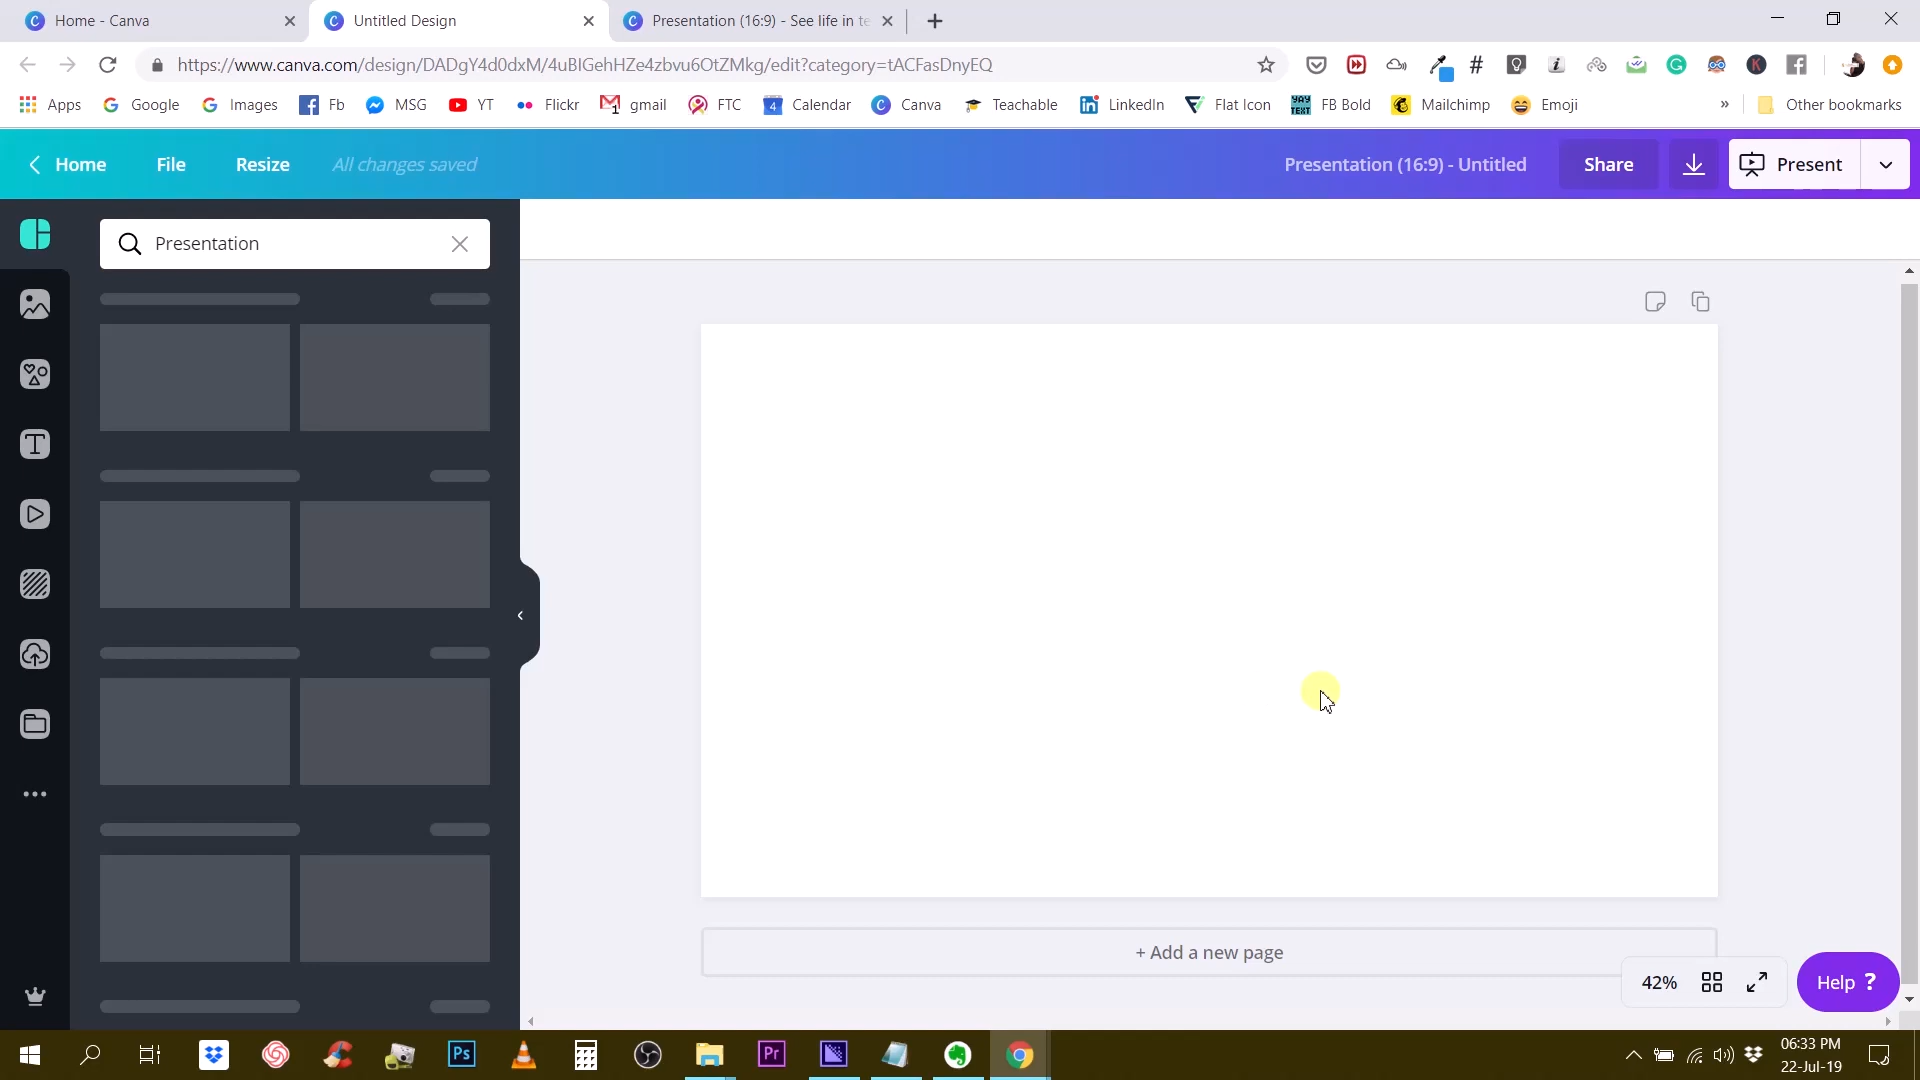 Home - Canva
Untitled Design
Presentation (16:9) - See life in te
https://www.canva.com/design/DADgY4d0dxM/4uBIGehHZe4zbvu6OtZMkg/edit?category=tACFasDnyEQ
Apps Google Images Fb MSG YT Flickr gmail FTC 4 Calendar Canva Teachable LinkedIn Flat Icon FB Bold Mailchimp Emoji » Other bookmarks
Home File Resize All changes saved Presentation (16:9) - Untitled Share Present
Presentation
+ Add a new page
42%
Help ?
Ps
Pr
06:33 PM
22-Jul-19